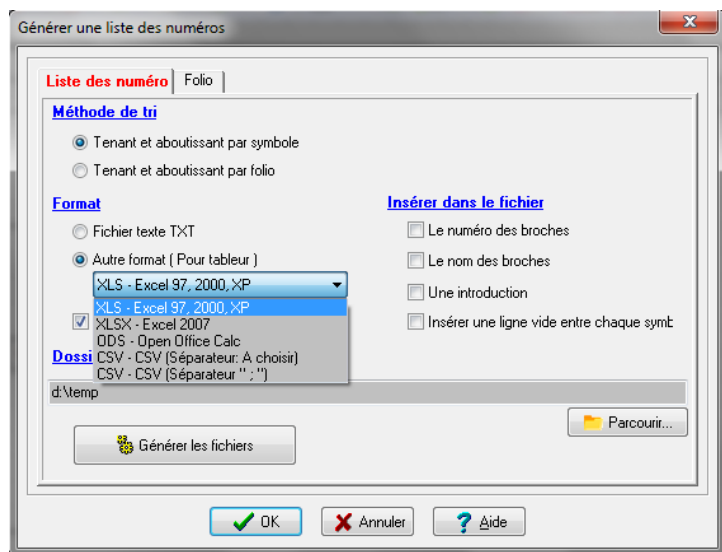 Générer une liste des numéros
Liste des numéro
Folio
Méthode de tri
Tenant et aboutissant par symbole
Tenant et aboutissant par folio
Format
Fichier texte TXT
Autre format ( Pour tableur )
XLS - Excel 97, 2000, XP
XLS - Excel 97, 2000, XP
XLSX - Excel 2007
ODS - Open Office Calc
CSV - CSV (Séparateur: A choisir)
CSV - CSV (Séparateur " ; ")
Insérer dans le fichier
Le numéro des broches
Le nom des broches
Une introduction
Insérer une ligne vide entre chaque symb
Dossi
d:\temp
Parcourir...
Générer les fichiers
OK
Annuler
? Aide